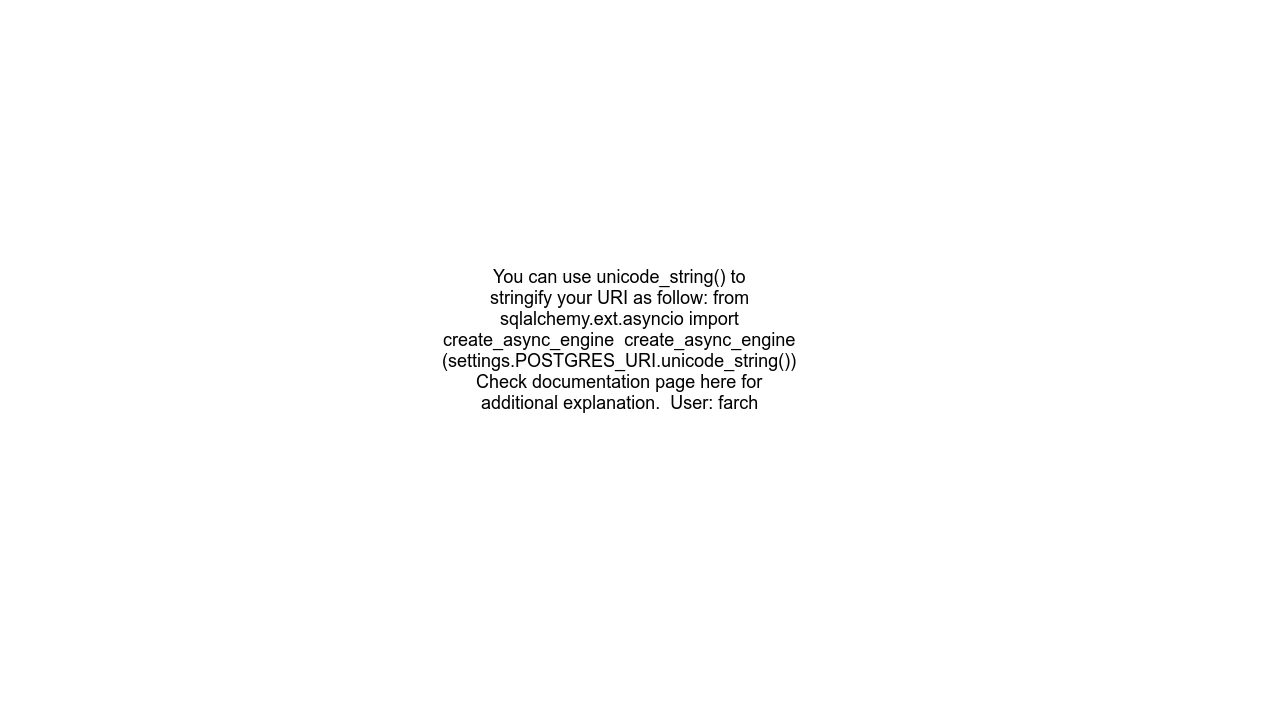 You can use unicode_string() to
stringify your URI as follow: from
sqlalchemy.ext.asyncio import
create_async_engine  create_async_engine
(settings.POSTGRES_URI.unicode_string())
Check documentation page here for
additional explanation.  User: farch